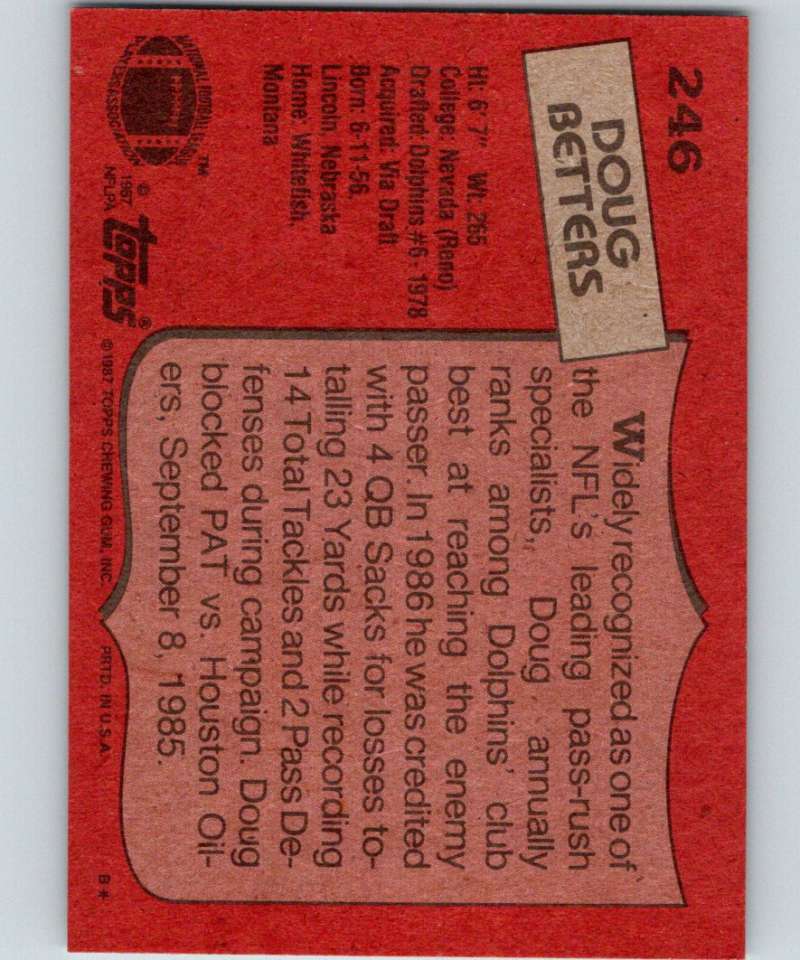 246
DOUG
BETTERS
Ht: 6' 7" Wt: 265
College: Nevada (Reno)
Drafted: Dolphins #6, 1978
Acquired: Via Draft
Born: 6-11-56,
Lincoln, Nebraska
Home: Whitefish,
Montana
Widely recognized as one of
the NFL's leading pass-rush
specialists, Doug annually
ranks among Dolphins' club
best at reaching the enemy
passer. In 1986 he was credited
with 4 QB Sacks for losses to-
talling 23 Yards while recording
14 Total Tackles and 2 Pass De-
fenses during campaign. Doug
blocked PAT vs. Houston Oil-
ers, September 8, 1985.
TM
© 1987
NFLPA
topps®
© 1987 TOPPS CHEWING GUM, INC. PRTD. IN U.S.A. B*